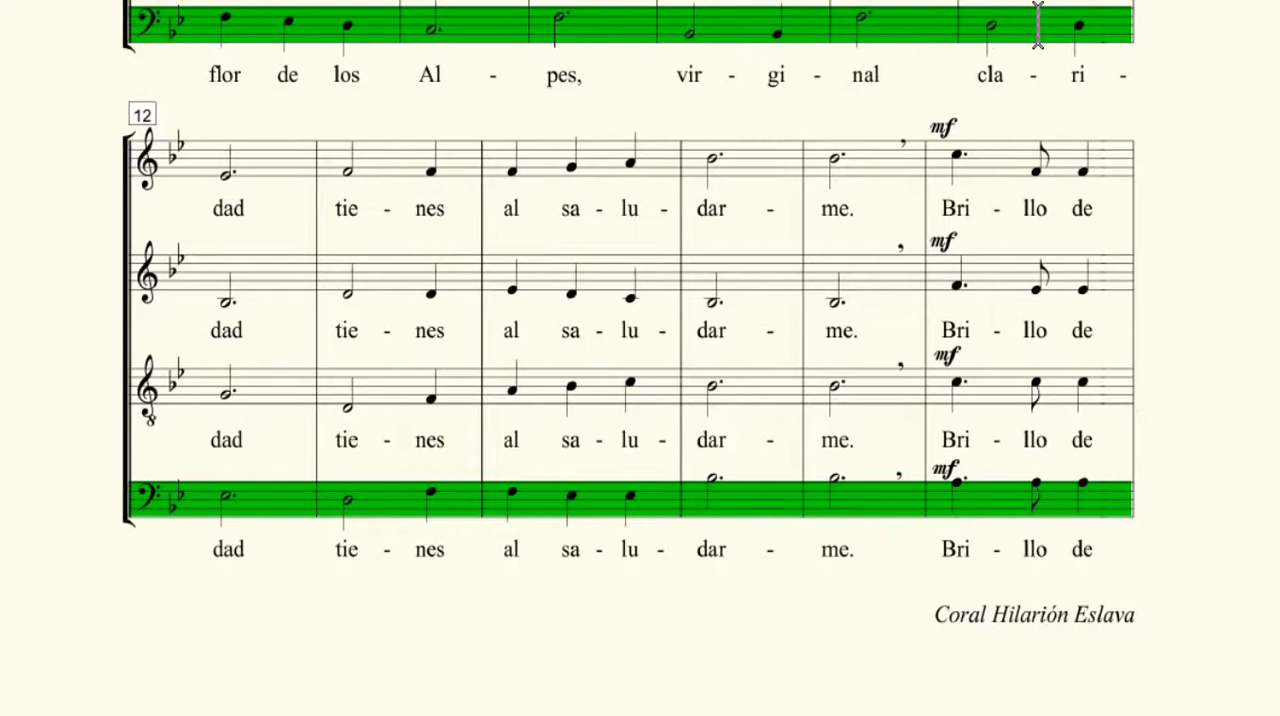 flor de los Al - pes, vir - gi - nal cla - ri -
12
mf
dad tie - nes al sa - lu - dar - me. Bri - llo de
mf
dad tie - nes al sa - lu - dar - me. Bri - llo de
mf
dad tie - nes al sa - lu - dar - me. Bri - llo de
mf
dad tie - nes al sa - lu - dar - me. Bri - llo de
Coral Hilarión Eslava